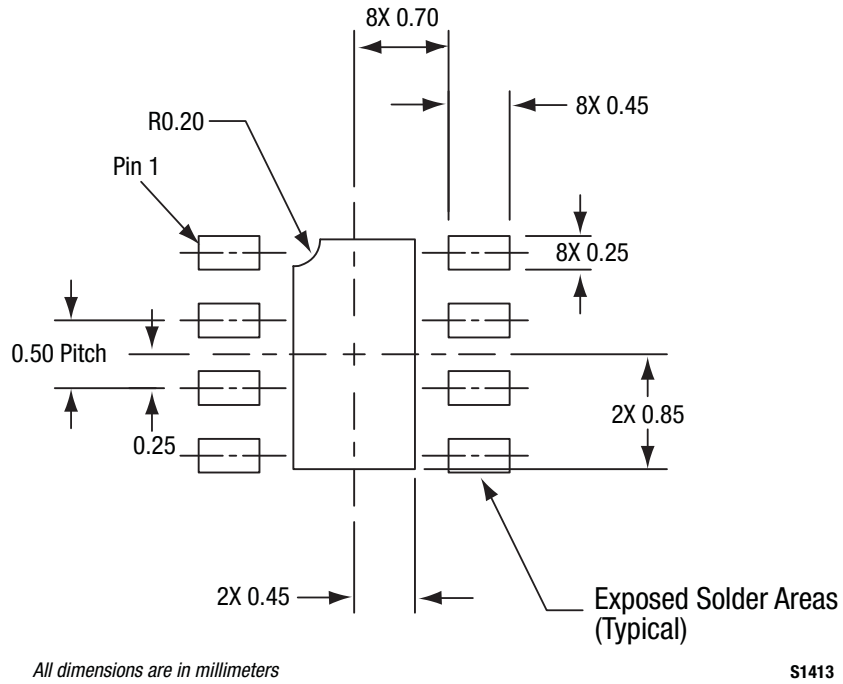 8X 0.70
8X 0.45
R0.20
Pin 1
8X 0.25
0.50 Pitch
2X 0.85
0.25
2X 0.45
Exposed Solder Areas
(Typical)
All dimensions are in millimeters
S1413